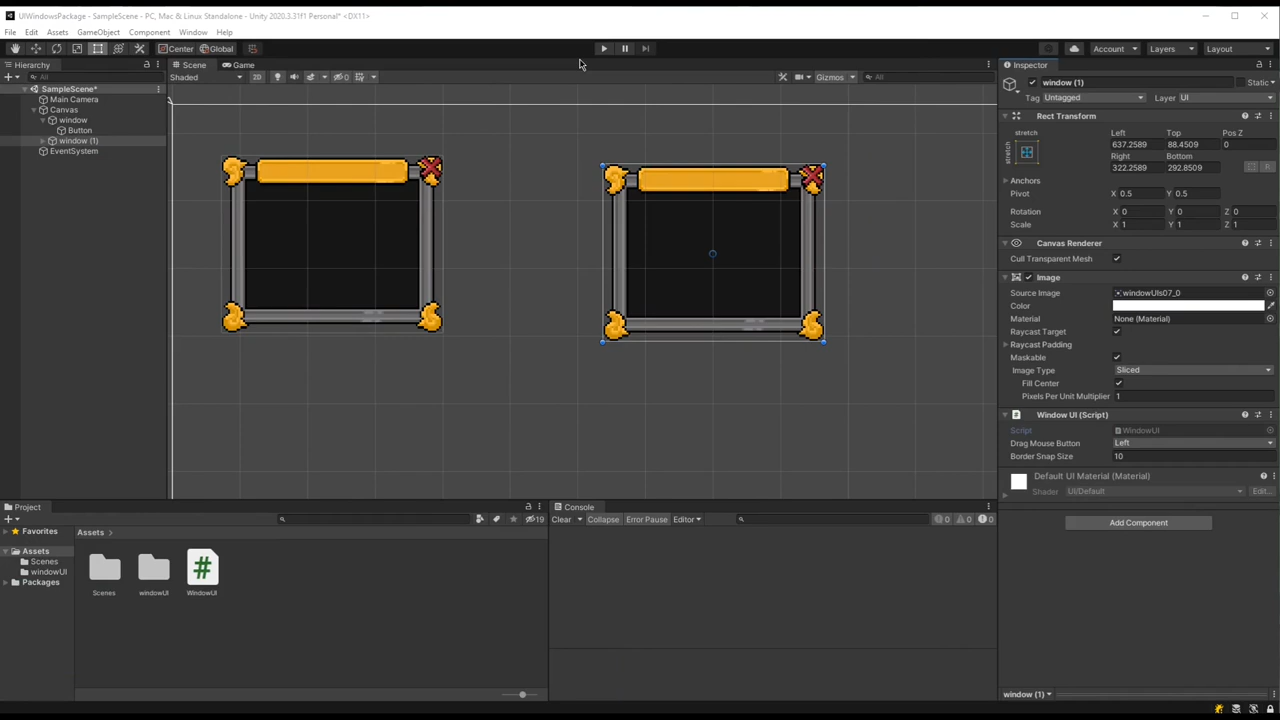 UIWindowsPackage - SampleScene - PC, Mac & Linux Standalone - Unity 2020.3.31f1 Personal* <DX11>
File Edit Assets GameObject Component Window Help
Center Global Account Layers Layout
Hierarchy Scene Game Inspector
All Shaded 2D 0 Gizmos All window (1) Static
SampleScene* Tag Untagged Layer UI
Main Camera
Canvas Rect Transform
window stretch Left Top Pos Z
Button 637.2589 88.4509 0
window (1) stretch Right Bottom
EventSystem 322.2589 292.8509 R
Anchors
Pivot X 0.5 Y 0.5
Rotation X 0 Y 0 Z 0
Scale X 1 Y 1 Z 1
Canvas Renderer
Cull Transparent Mesh
Image
Source Image windowUIs07_0
Color
Material None (Material)
Raycast Target
Raycast Padding
Maskable
Image Type Sliced
Fill Center
Pixels Per Unit Multiplier 1
Window UI (Script)
Script WindowUI
Drag Mouse Button Left
Border Snap Size 10
Default UI Material (Material)
Shader UI/Default Edit...
Add Component
Project Console
19 Clear Collapse Error Pause Editor 0 0 0
Favorites Assets
Assets
Scenes
windowUI
Packages
Scenes windowUI WindowUI
window (1)